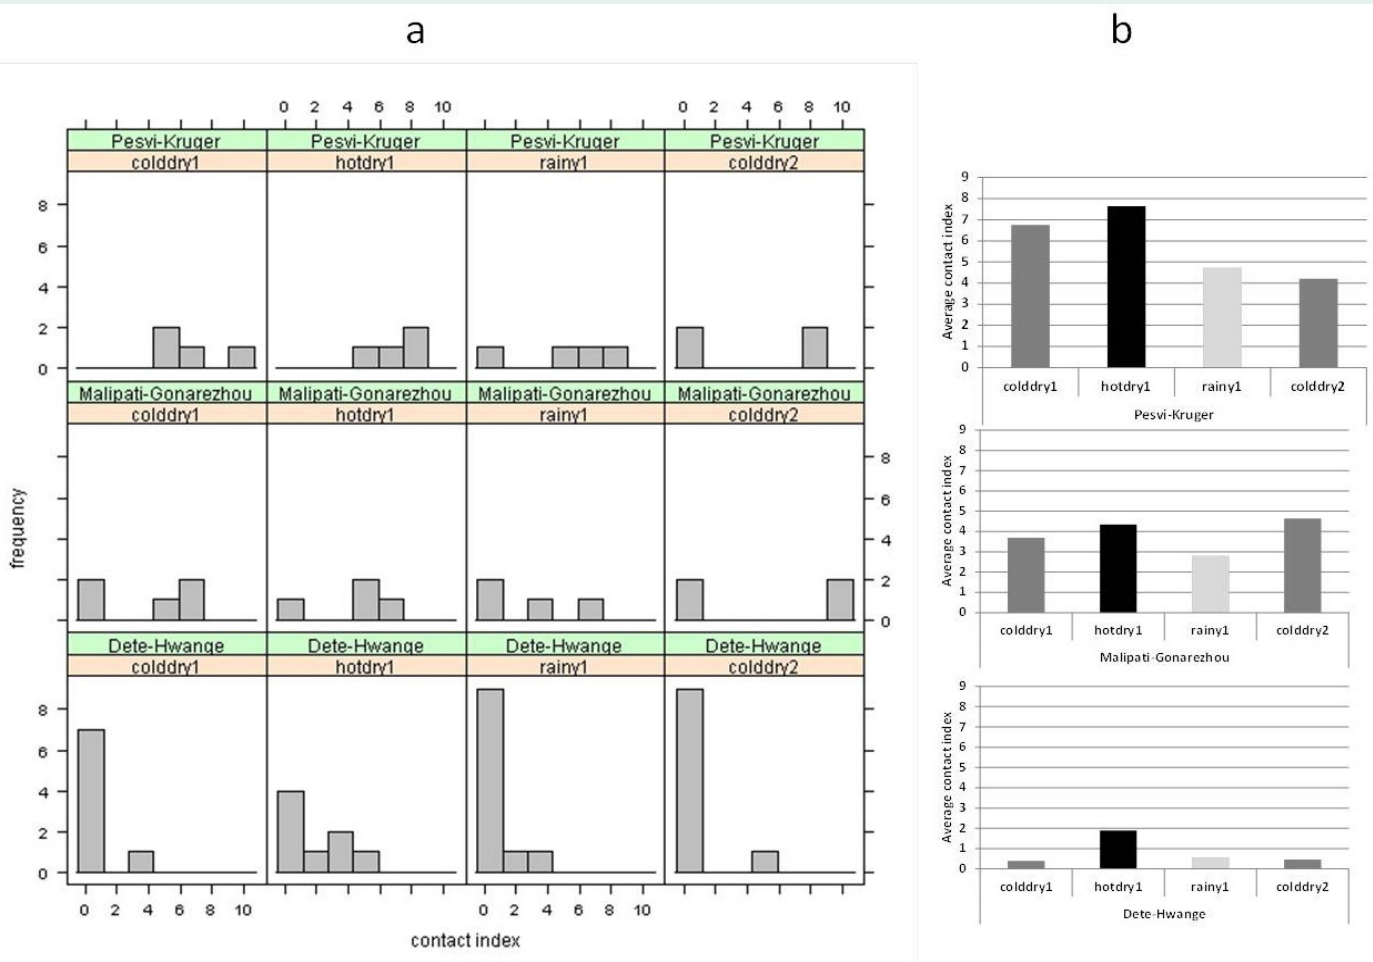 a
b
0 2 4 6 8 10 0 2 4 6 8 10
Pesvi-Kruger Pesvi-Kruger Pesvi-Kruger Pesvi-Kruger
colddry1 hotdry1 rainy1 colddry2
8
6
4
2
0
Malipati-Gonarezhou Malipati-Gonarezhou Malipati-Gonarezhou Malipati-Gonarezhou
colddry1 hotdry1 rainy1 colddry2
8
6
4
2
0
frequency
Dete-Hwange Dete-Hwange Dete-Hwange Dete-Hwange
colddry1 hotdry1 rainy1 colddry2
8
6
4
2
0
0 2 4 6 8 10 0 2 4 6 8 10
contact index
Average contact index
9
8
7
6
5
4
3
2
1
0
colddry1 hotdry1 rainy1 colddry2
Pesvi-Kruger
Average contact index
9
8
7
6
5
4
3
2
1
0
colddry1 hotdry1 rainy1 colddry2
Malipati-Gonarezhou
Average contact index
9
8
7
6
5
4
3
2
1
0
colddry1 hotdry1 rainy1 colddry2
Dete-Hwange